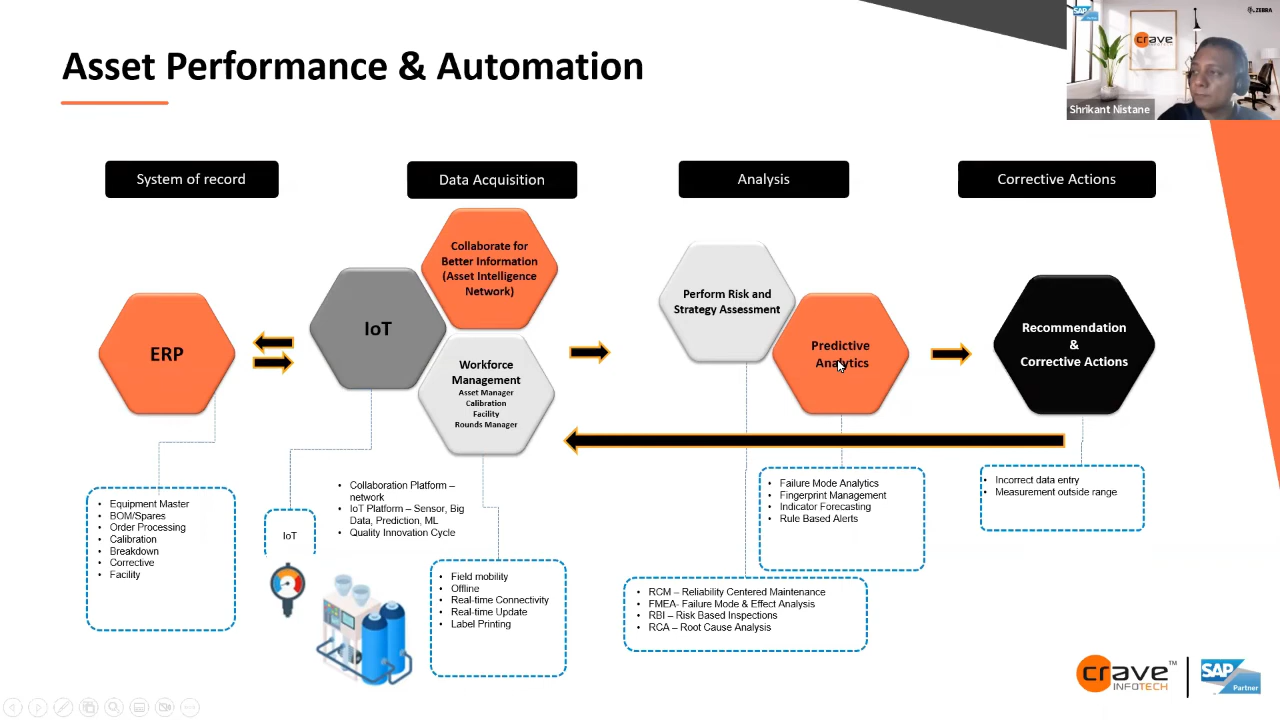 Asset Performance & Automation
SAP
Partner
crave
ZEBRA
Shrikant Nistane
System of record
Data Acquisition
Analysis
Corrective Actions
Collaborate for
Better Information
(Asset Intelligence
Network)
IoT
ERP
Workforce
Management
Asset Manager
Calibration
Facility
Rounds Manager
Perform Risk and
Strategy Assessment
Predictive
Analytics
Recommendation
&
Corrective Actions
• Equipment Master
• BOM/Spares
• Order Processing
• Calibration
• Breakdown
• Corrective
• Facility
IoT
• Collaboration Platform –
network
• IoT Platform – Sensor, Big
Data, Prediction, ML
• Quality Innovation Cycle
• Field mobility
• Offline
• Real-time Connectivity
• Real-time Update
• Label Printing
• Failure Mode Analytics
• Fingerprint Management
• Indicator Forecasting
• Rule Based Alerts
• RCM – Reliability Centered Maintenance
• FMEA- Failure Mode & Effect Analysis
• RBI – Risk Based Inspections
• RCA – Root Cause Analysis
• Incorrect data entry
• Measurement outside range
crave™
INFOTECH
SAP
Partner